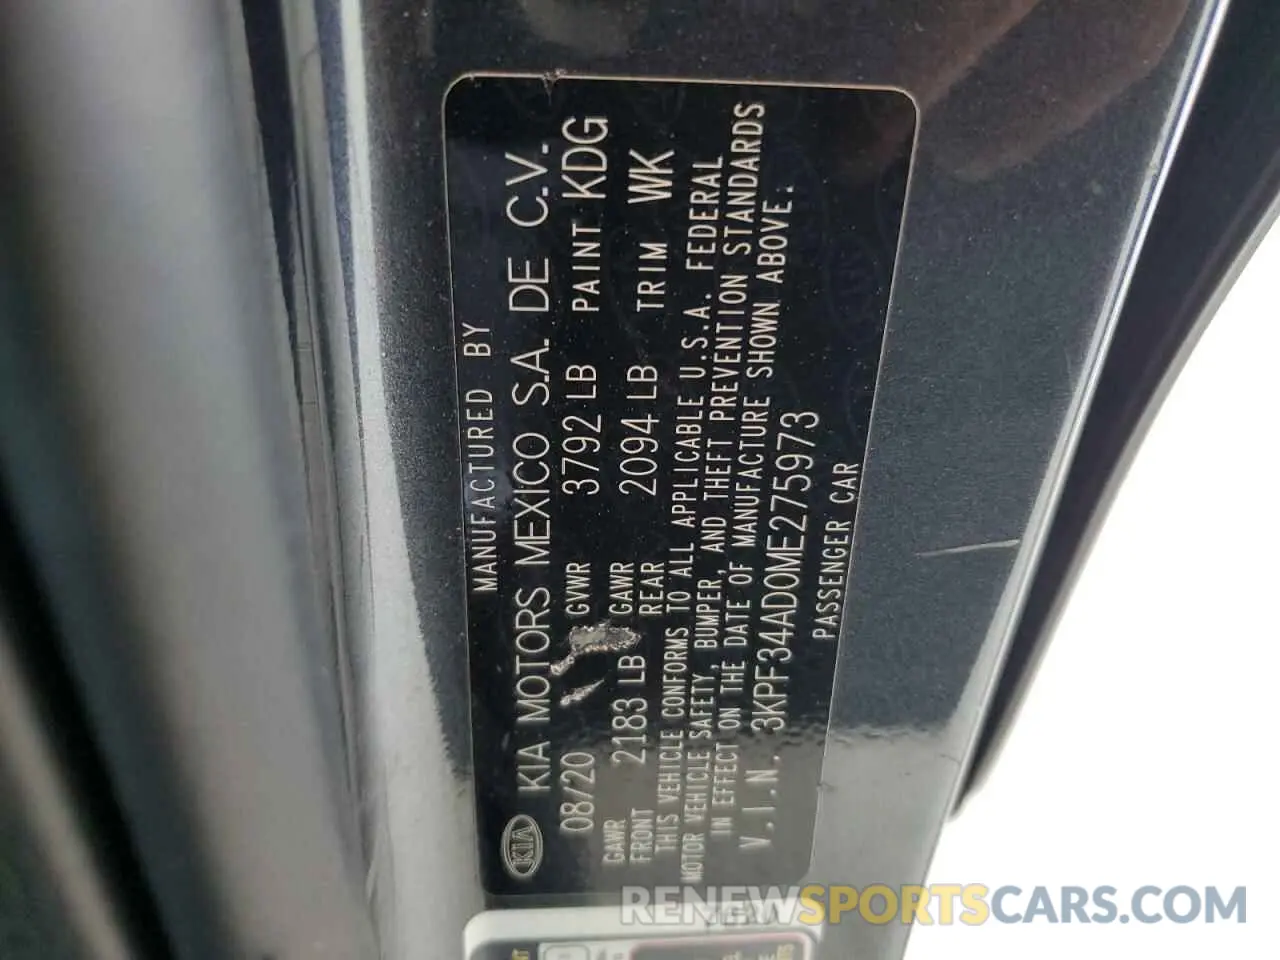 MANUFACTURED BY
KIA KIA MOTORS MEXICO S.A. DE C.V.
08/20 GVWR 3792 LB PAINT KDG
GAWR FRONT 2183 LB GAWR REAR 2094 LB TRIM WK
THIS VEHICLE CONFORMS TO ALL APPLICABLE U.S.A. FEDERAL
MOTOR VEHICLE SAFETY, BUMPER, AND THEFT PREVENTION STANDARDS
IN EFFECT ON THE DATE OF MANUFACTURE SHOWN ABOVE.
V.I.N. 3KPF34AD0ME275973
PASSENGER CAR
RENEWSPORTSCARS.COM